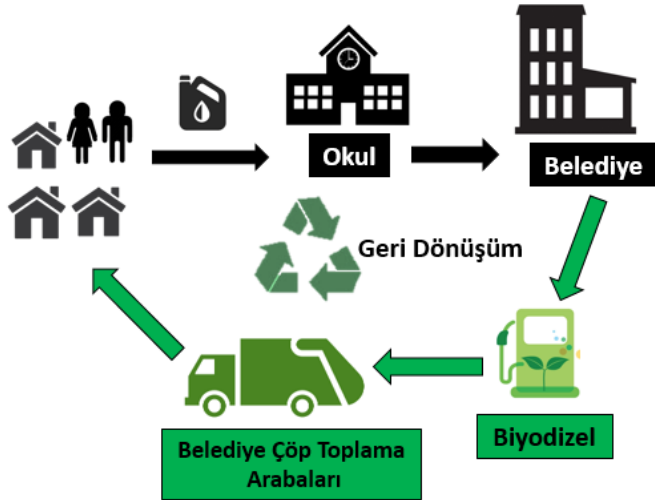 Okul
Belediye
Geri Dönüşüm
Biyodizel
Belediye Çöp Toplama
Arabaları